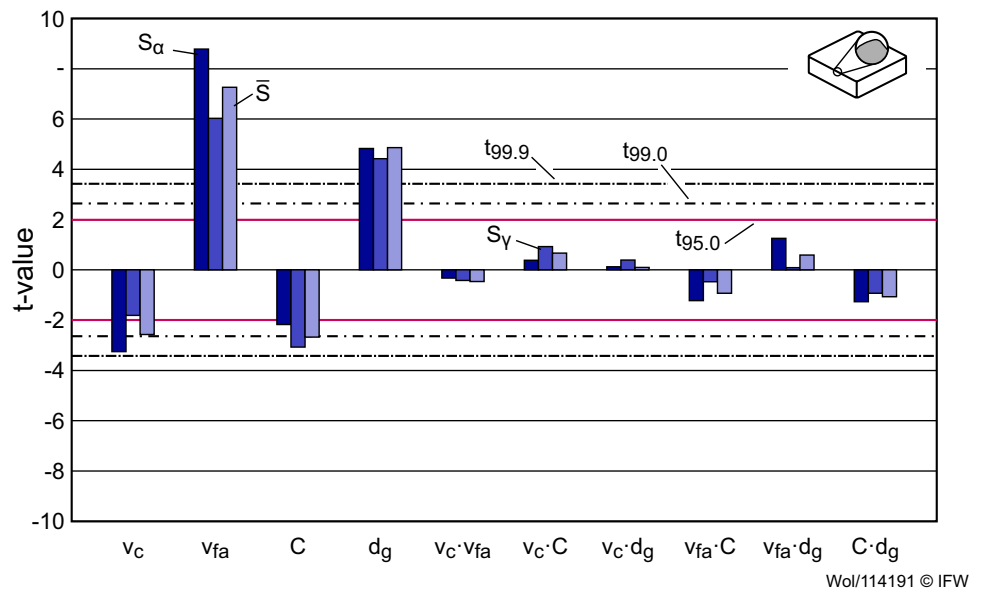 10
-
6
4
2
0
-2
-4
-6
-8
-10
t-value
Sα
S̅
t99.9
t99.0
Sγ
t95.0
vc
vfa
C
dg
vc·vfa
vc·C
vc·dg
vfa·C
vfa·dg
C·dg
Wol/114191 © IFW